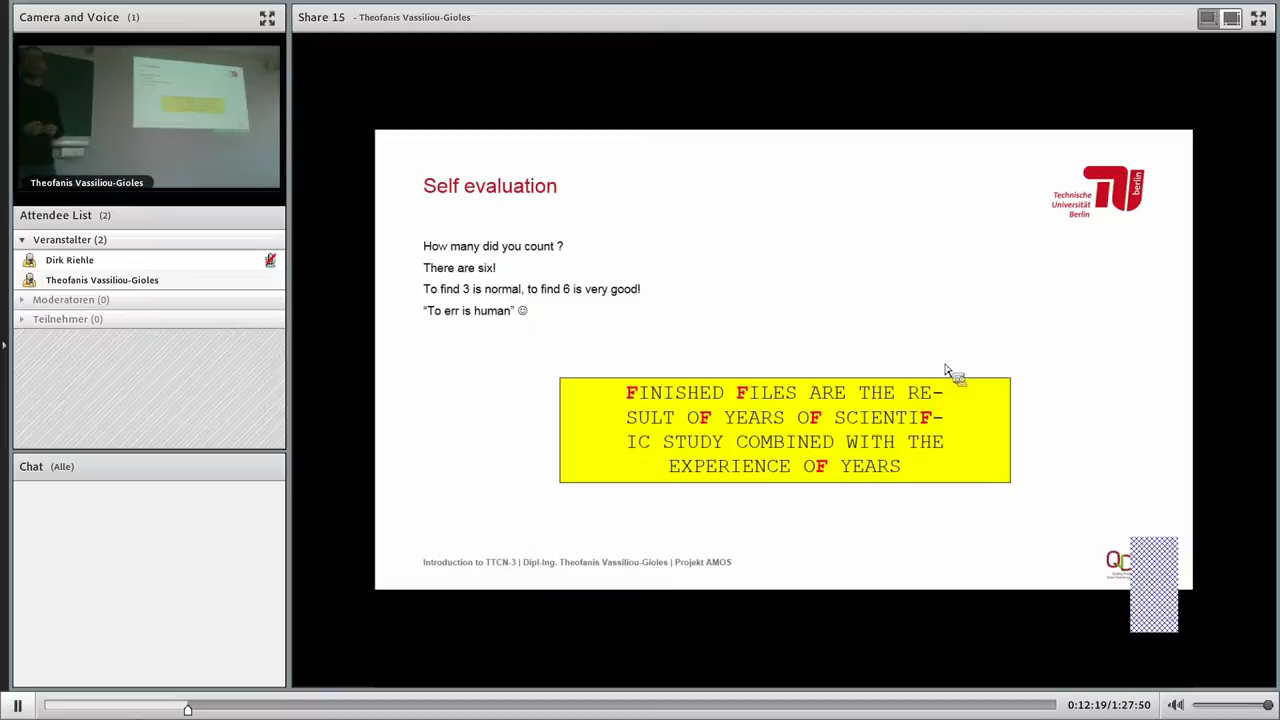 Camera and Voice (1)
Theofanis Vassiliou-Gioles
Attendee List (2)
Veranstalter (2)
Dirk Riehle
Theofanis Vassiliou-Gioles
Moderatoren (0)
Teilnehmer (0)
Chat (Alle)
Share 15 - Theofanis Vassiliou-Gioles
Self evaluation
Technische
Universität
Berlin
berlin
How many did you count ?
There are six!
To find 3 is normal, to find 6 is very good!
“To err is human” ☺
FINISHED FILES ARE THE RE-
SULT OF YEARS OF SCIENTIF-
IC STUDY COMBINED WITH THE
EXPERIENCE OF YEARS
Introduction to TTCN-3 | Dipl-Ing. Theofanis Vassiliou-Gioles | Projekt AMOS
0:12:19/1:27:50